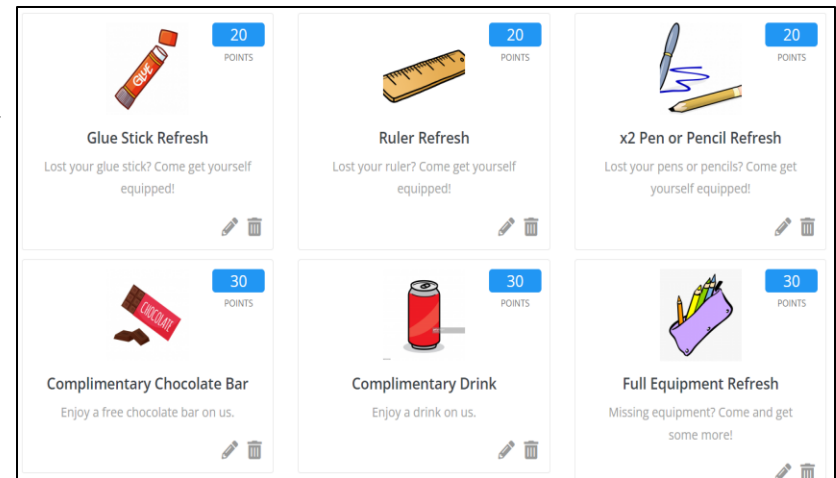 GLUE
20
POINTS
Glue Stick Refresh
Lost your glue stick? Come get yourself
equipped!
20
POINTS
Ruler Refresh
Lost your ruler? Come get yourself
equipped!
20
POINTS
x2 Pen or Pencil Refresh
Lost your pens or pencils? Come get
yourself equipped!
CHOCOLATE
30
POINTS
Complimentary Chocolate Bar
Enjoy a free chocolate bar on us.
30
POINTS
Complimentary Drink
Enjoy a drink on us.
30
POINTS
Full Equipment Refresh
Missing equipment? Come and get
some more!